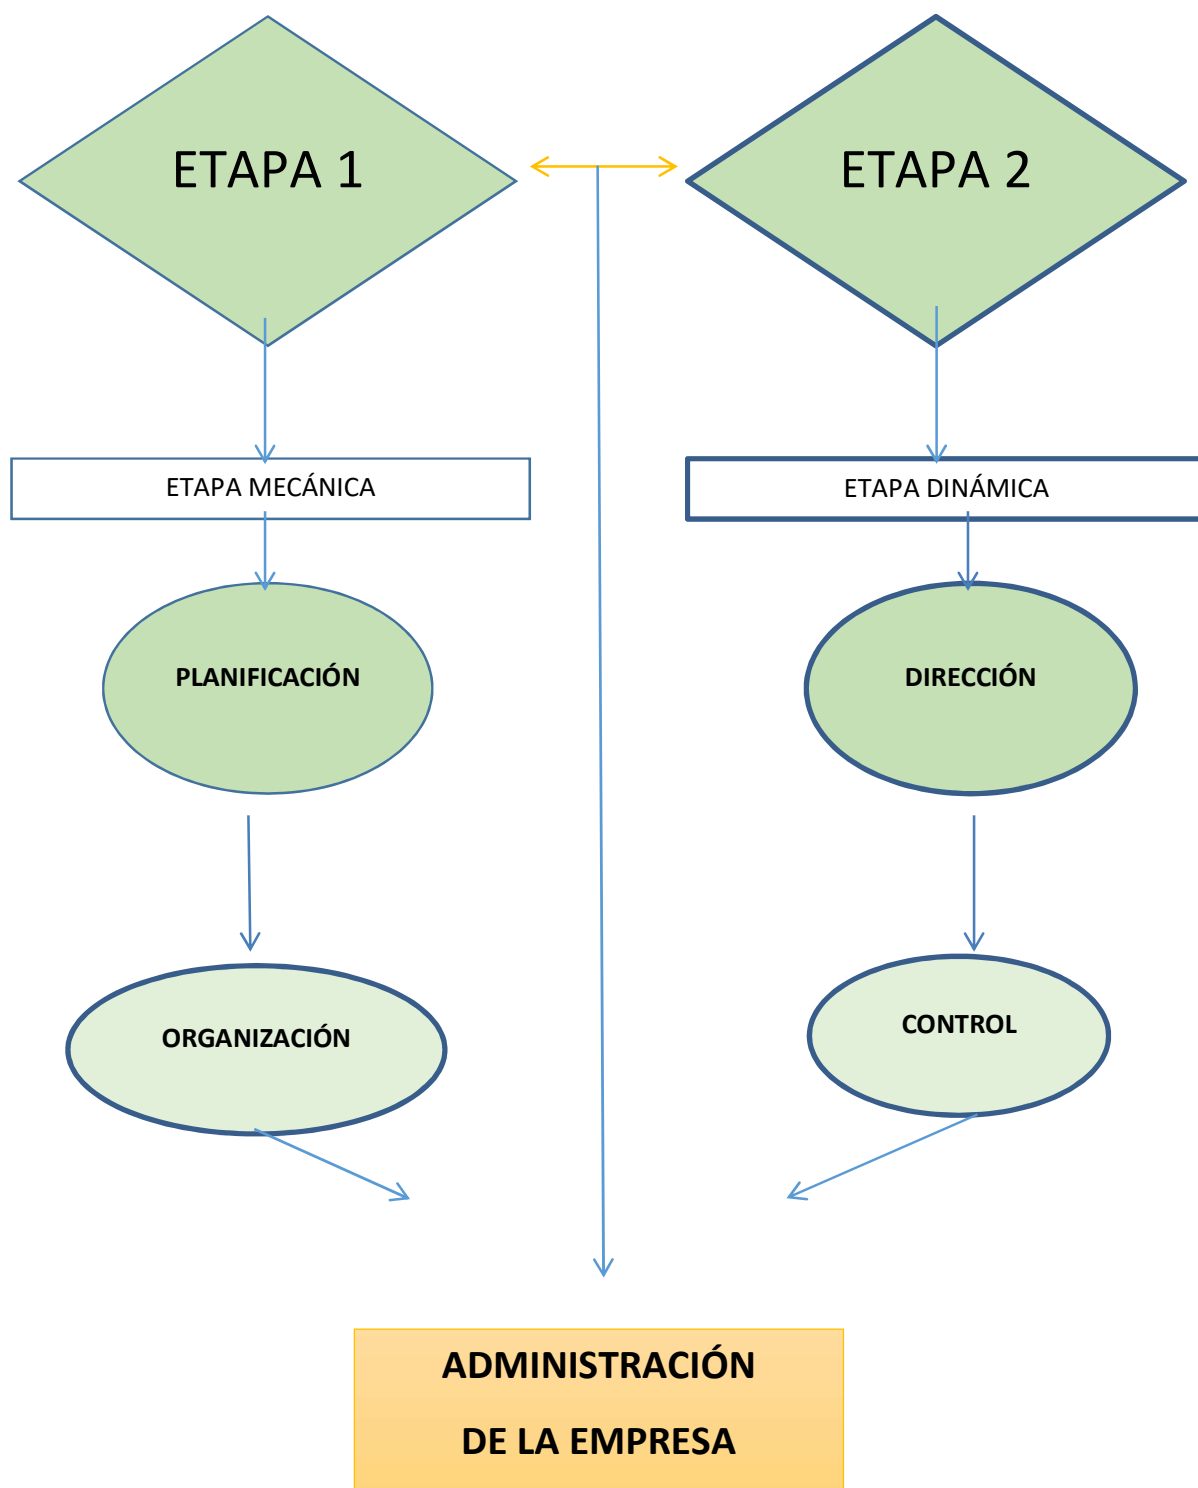 ETAPA 1
ETAPA 2
ETAPA MECÁNICA
ETAPA DINÁMICA
PLANIFICACIÓN
DIRECCIÓN
ORGANIZACIÓN
CONTROL
ADMINISTRACIÓN
DE LA EMPRESA